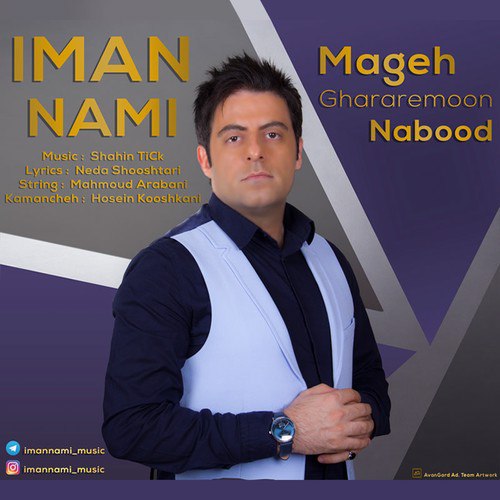 IMAN
NAMI
Music : Shahin TiCk
Lyrics : Neda Shooshtari
String : Mahmoud Arabani
Kamancheh : Hosein Kooshkani
Mageh
Ghararemoon
Nabood
imannami_music
imannami_music
AvanGard Ad. Team Artwork